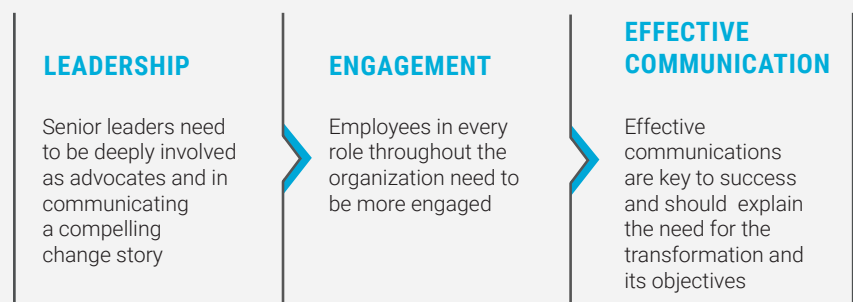 LEADERSHIP
Senior leaders need
to be deeply involved
as advocates and in
communicating
a compelling
change story
ENGAGEMENT
Employees in every
role throughout the
organization need to
be more engaged
EFFECTIVE
COMMUNICATION
Effective
communications
are key to success
and should explain
the need for the
transformation and
its objectives